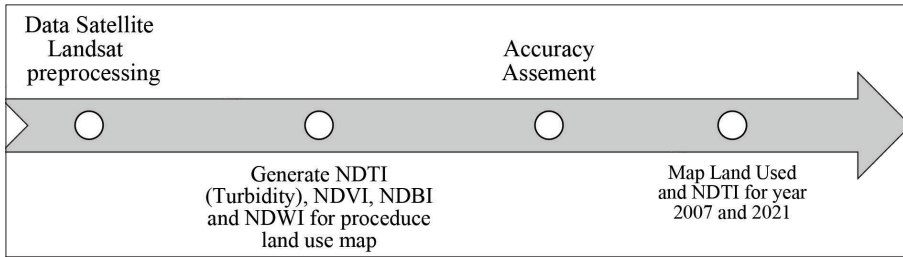 Data Satellite
Landsat
preprocessing
Generate NDTI
(Turbidity), NDVI, NDBI
and NDWI for proceduce
land use map
Accuracy
Assement
Map Land Used
and NDTI for year
2007 and 2021